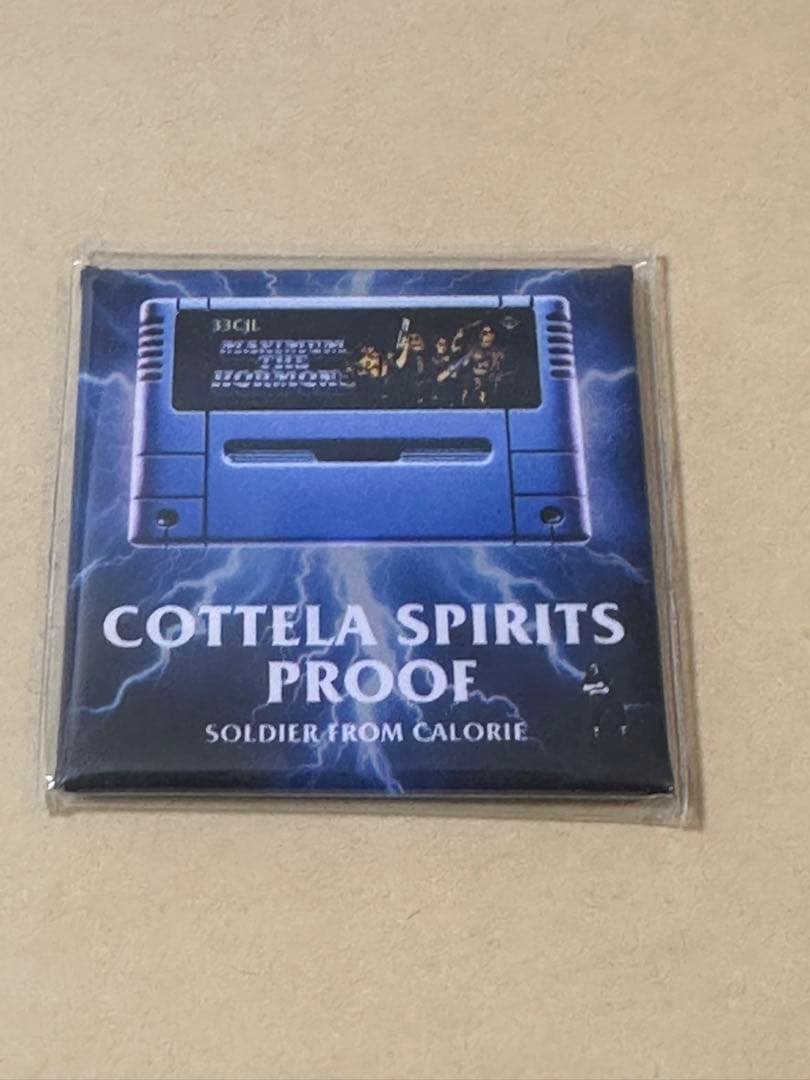 33CJL
MAXIMUM
THE
HORMONE
COTTELA SPIRITS
PROOF
SOLDIER FROM CALORIE